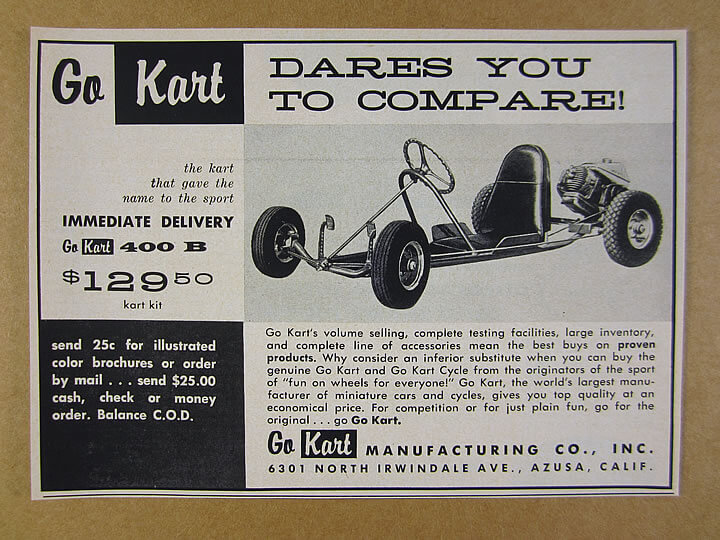 Go Kart
DARES YOU
TO COMPARE!
the kart
that gave the
name to the sport
IMMEDIATE DELIVERY
Go Kart 400 B
$129 50
kart kit
send 25c for illustrated
color brochures or order
by mail . . . send $25.00
cash, check or money
order. Balance C.O.D.
Go Kart's volume selling, complete testing facilities, large inventory,
and complete line of accessories mean the best buys on proven
products. Why consider an inferior substitute when you can buy the
genuine Go Kart and Go Kart Cycle from the originators of the sport
of "fun on wheels for everyone!" Go Kart, the world's largest manu-
facturer of miniature cars and cycles, gives you top quality at an
economical price. For competition or for just plain fun, go for the
original . . . go Go Kart.
Go Kart MANUFACTURING CO., INC.
6301 NORTH IRWINDALE AVE., AZUSA, CALIF.